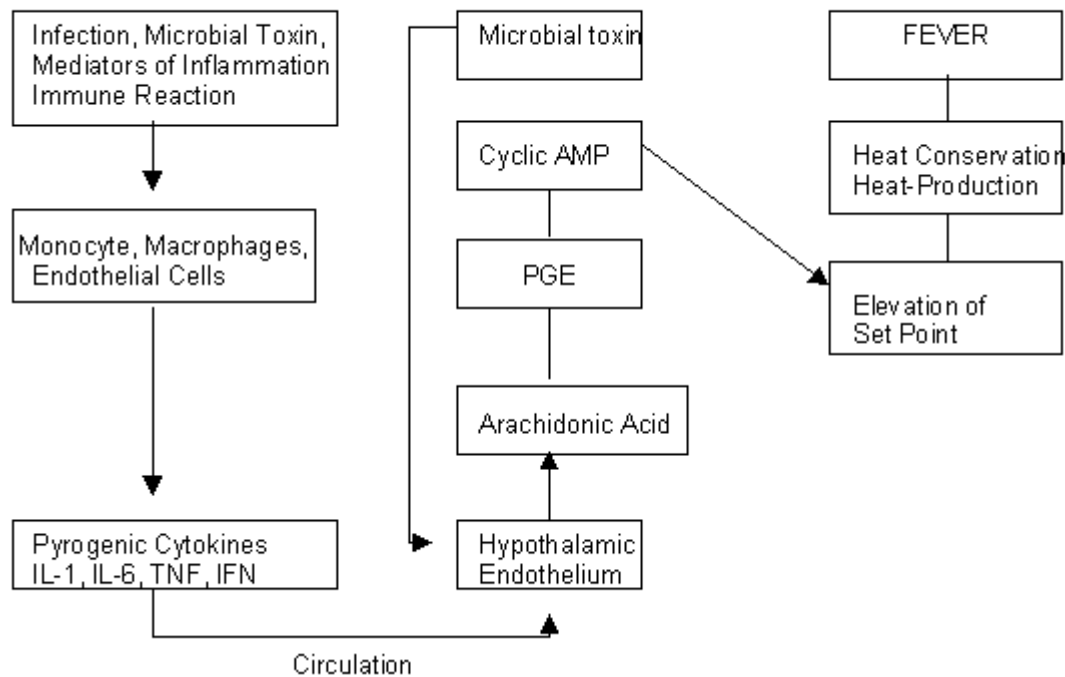 Infection, Microbial Toxin,
Mediators of Inflammation
Immune Reaction
Monocyte, Macrophages,
Endothelial Cells
Pyrogenic Cytokines
IL-1, IL-6, TNF, IFN
Circulation
Microbial toxin
Cyclic AMP
PGE
Arachidonic Acid
Hypothalamic
Endothelium
FEVER
Heat Conservation
Heat-Production
Elevation of
Set Point